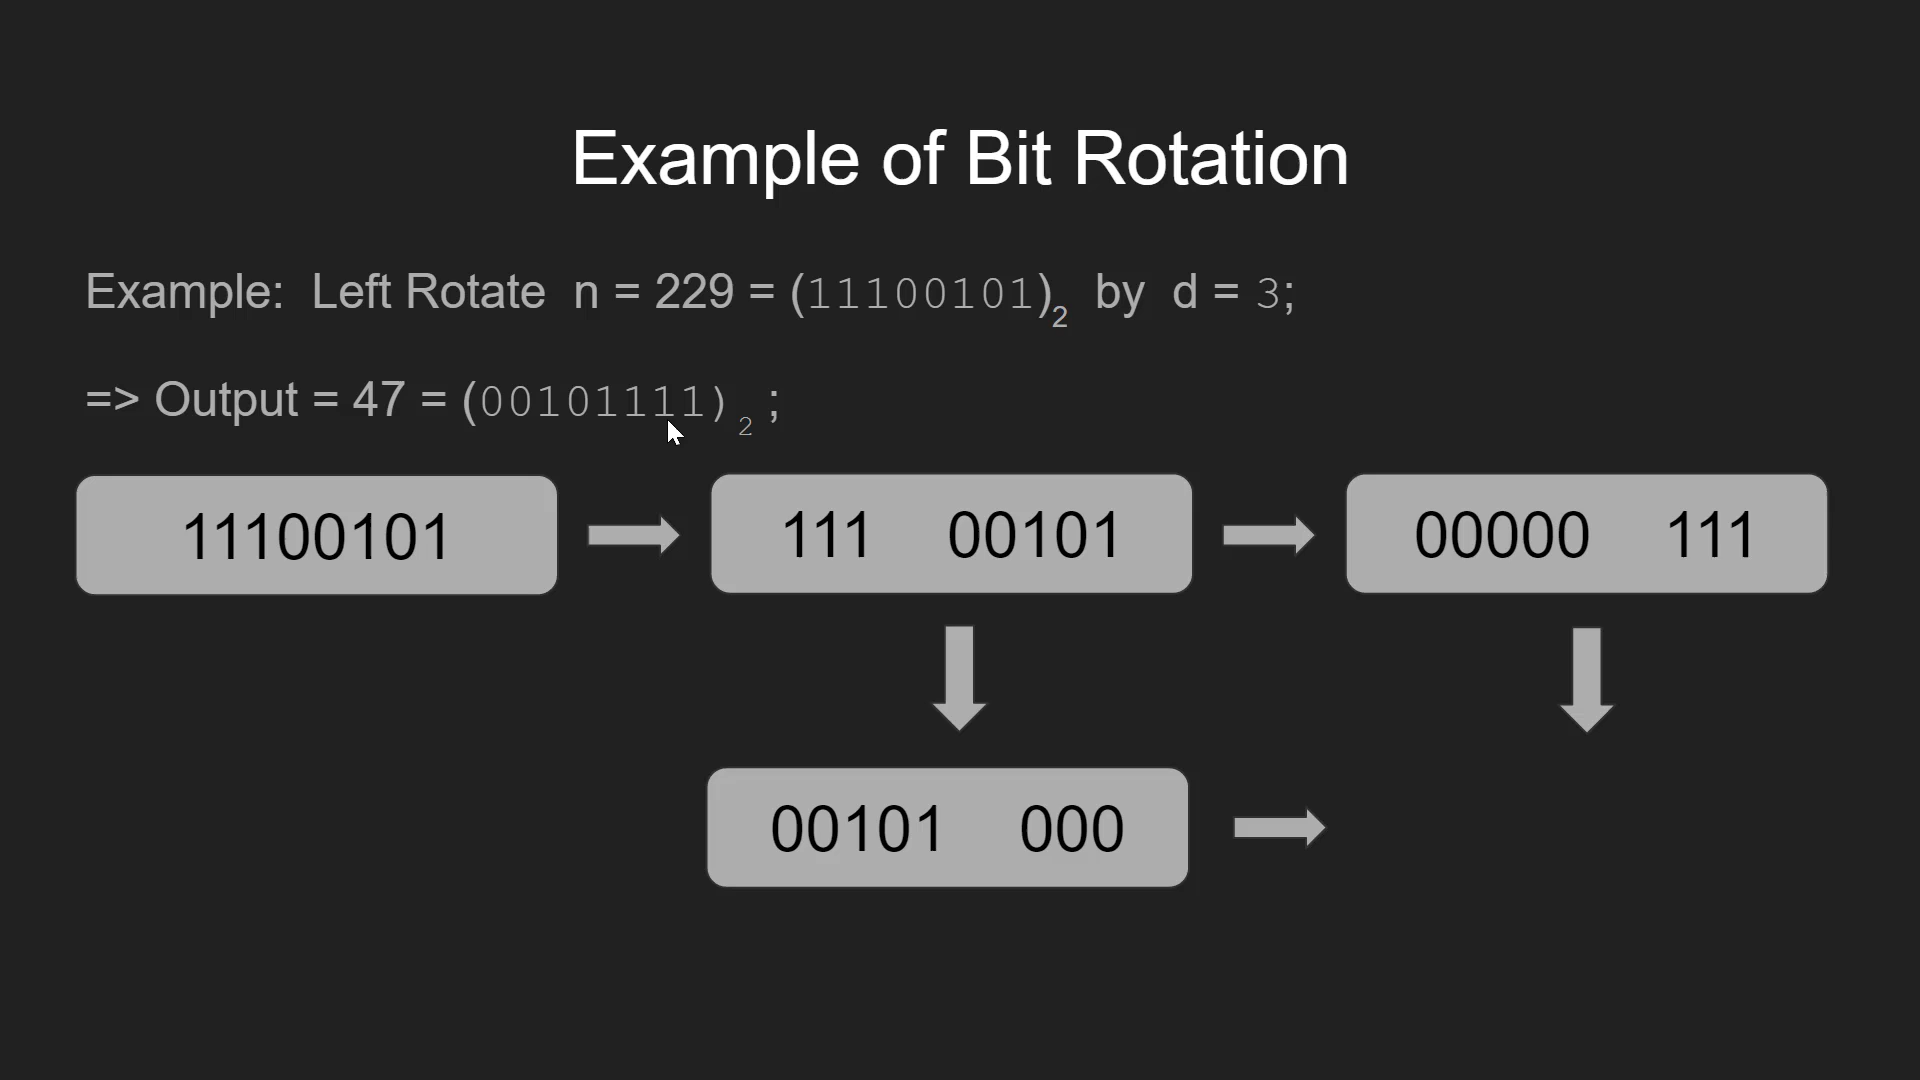 Example of Bit Rotation
Example: Left Rotate n = 229 = (11100101)₂ by d = 3;
=> Output = 47 = (00101111)₂ ;
11100101
111 00101
00000 111
00101 000